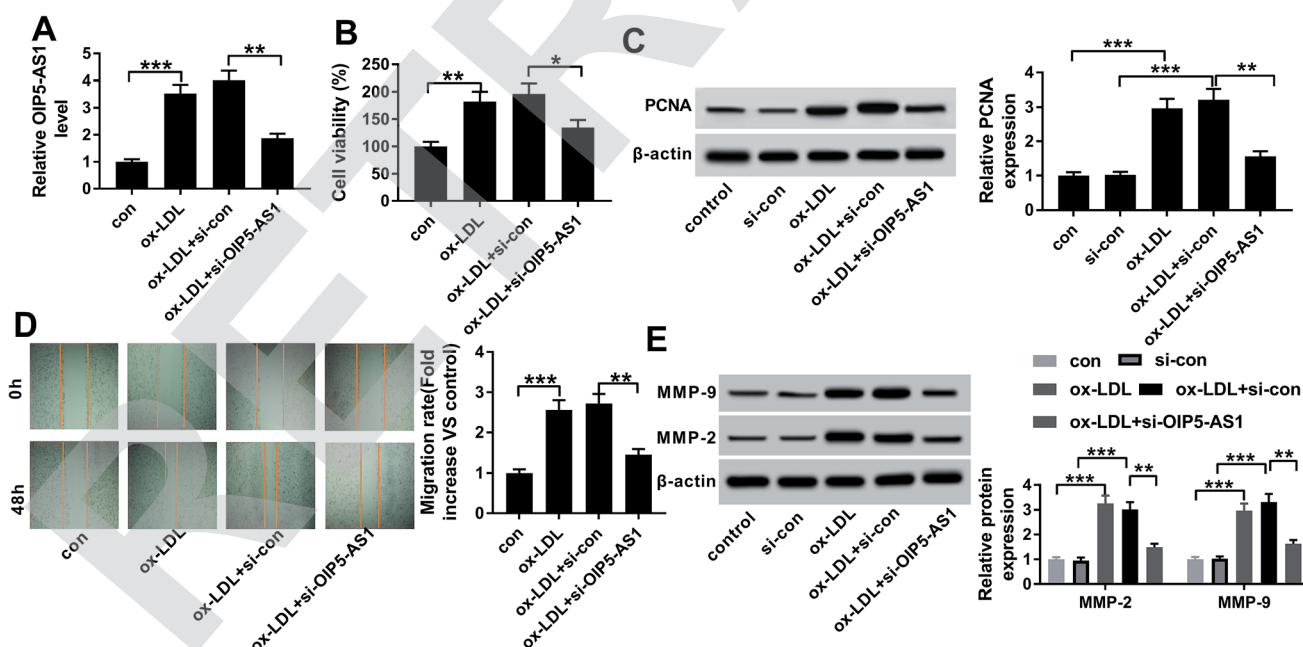 A
Relative OIP5-AS1
level
5
4
3
2
1
0
***
**
con
ox-LDL
ox-LDL+si-con
ox-LDL+si-OIP5-AS1
B
Cell viability (%)
250
200
150
100
50
0
**
*
con
ox-LDL
ox-LDL+si-con
ox-LDL+si-OIP5-AS1
C
PCNA
β-actin
control
si-con
ox-LDL
ox-LDL+si-con
ox-LDL+si-OIP5-AS1
Relative PCNA
expression
4
3
2
1
0
***
***
**
con
si-con
ox-LDL
ox-LDL+si-con
ox-LDL+si-OIP5-AS1
D
0h
48h
con
ox-LDL
ox-LDL+si-con
ox-LDL+si-OIP5-AS1
Migration rate(Fold
increase VS control)
4
3
2
1
0
***
**
con
ox-LDL
ox-LDL+si-con
ox-LDL+si-OIP5-AS1
E
MMP-9
MMP-2
β-actin
control
si-con
ox-LDL
ox-LDL+si-con
ox-LDL+si-OIP5-AS1
con si-con
ox-LDL ox-LDL+si-con
ox-LDL+si-OIP5-AS1
Relative protein
expression
4
3
2
1
0
***
***
**
***
***
**
MMP-2 MMP-9